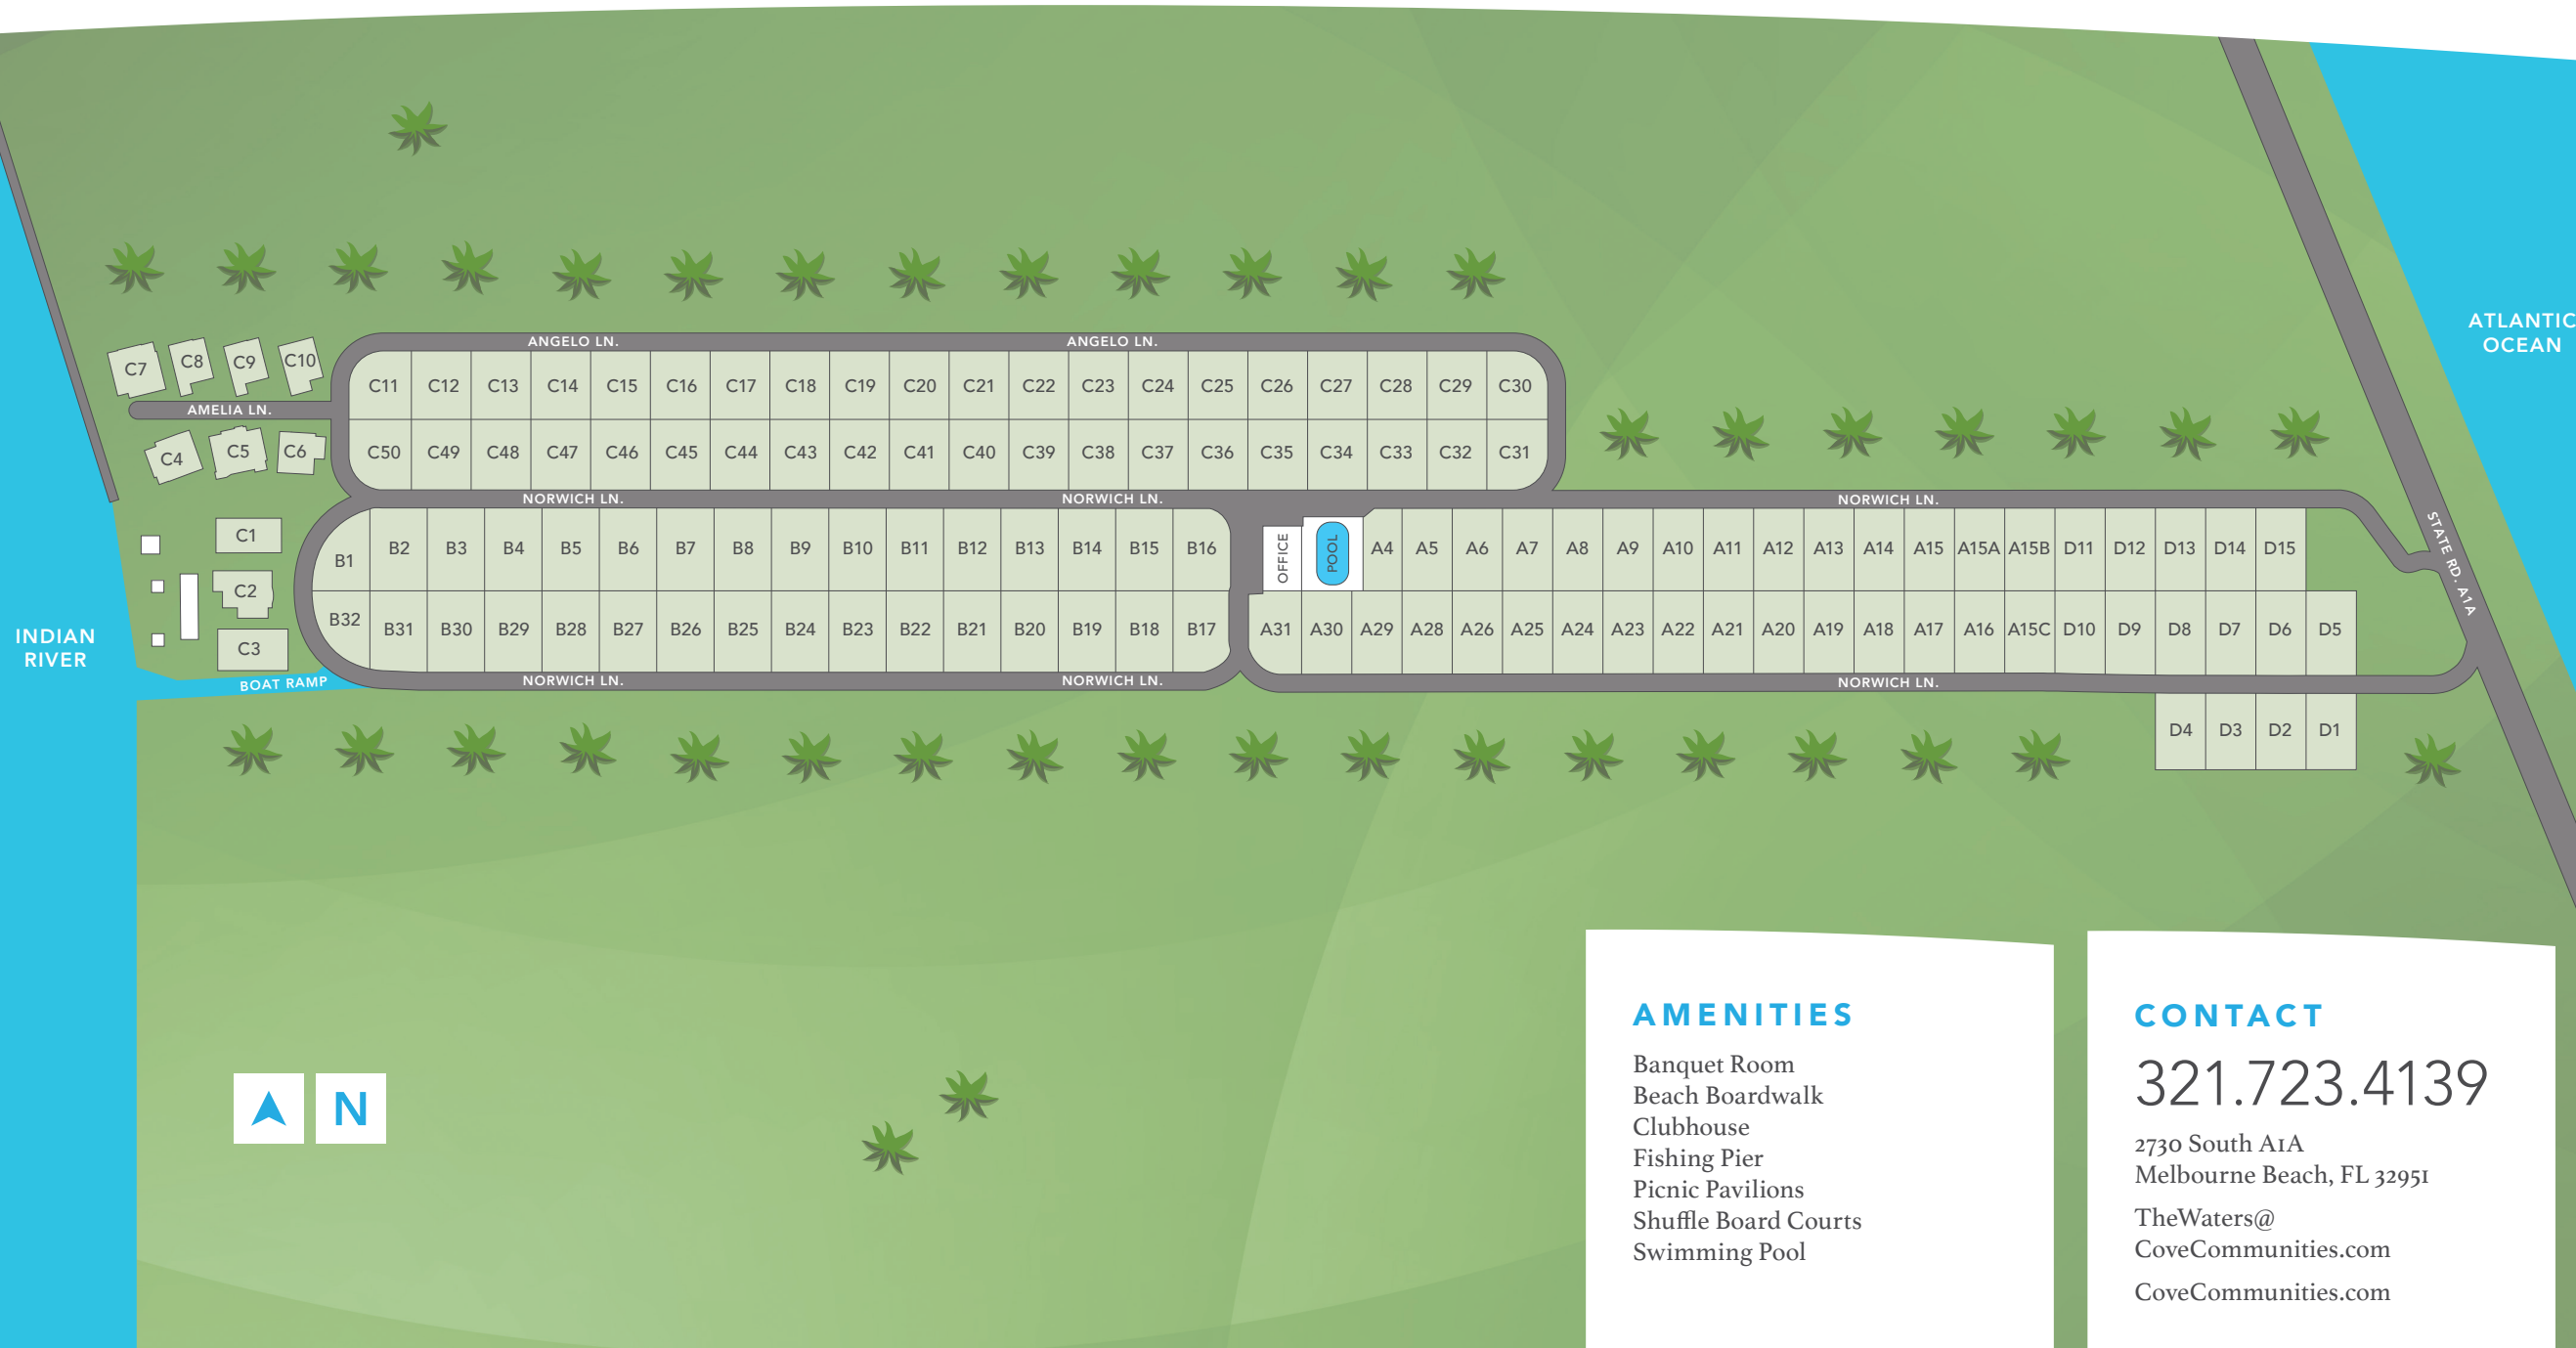 ATLANTIC
OCEAN
ANGELO LN. ANGELO LN.
C7 C8 C9 C10
C11 C12 C13 C14 C15 C16 C17 C18 C19 C20 C21 C22 C23 C24 C25 C26 C27 C28 C29 C30
AMELIA LN.
C4 C5 C6
C50 C49 C48 C47 C46 C45 C44 C43 C42 C41 C40 C39 C38 C37 C36 C35 C34 C33 C32 C31
NORWICH LN. NORWICH LN. NORWICH LN.
STATE RD. A1A
C1
B1 B2 B3 B4 B5 B6 B7 B8 B9 B10 B11 B12 B13 B14 B15 B16 OFFICE POOL A4 A5 A6 A7 A8 A9 A10 A11 A12 A13 A14 A15 A15A A15B D11 D12 D13 D14 D15
C2
C3
B32 B31 B30 B29 B28 B27 B26 B25 B24 B23 B22 B21 B20 B19 B18 B17 A31 A30 A29 A28 A26 A25 A24 A23 A22 A21 A20 A19 A18 A17 A16 A15C D10 D9 D8 D7 D6 D5
INDIAN
RIVER
BOAT RAMP
NORWICH LN. NORWICH LN. NORWICH LN.
D4 D3 D2 D1
N
AMENITIES
Banquet Room
Beach Boardwalk
Clubhouse
Fishing Pier
Picnic Pavilions
Shuffle Board Courts
Swimming Pool
CONTACT
321.723.4139
2730 South A1A
Melbourne Beach, FL 32951
TheWaters@
CoveCommunities.com
CoveCommunities.com